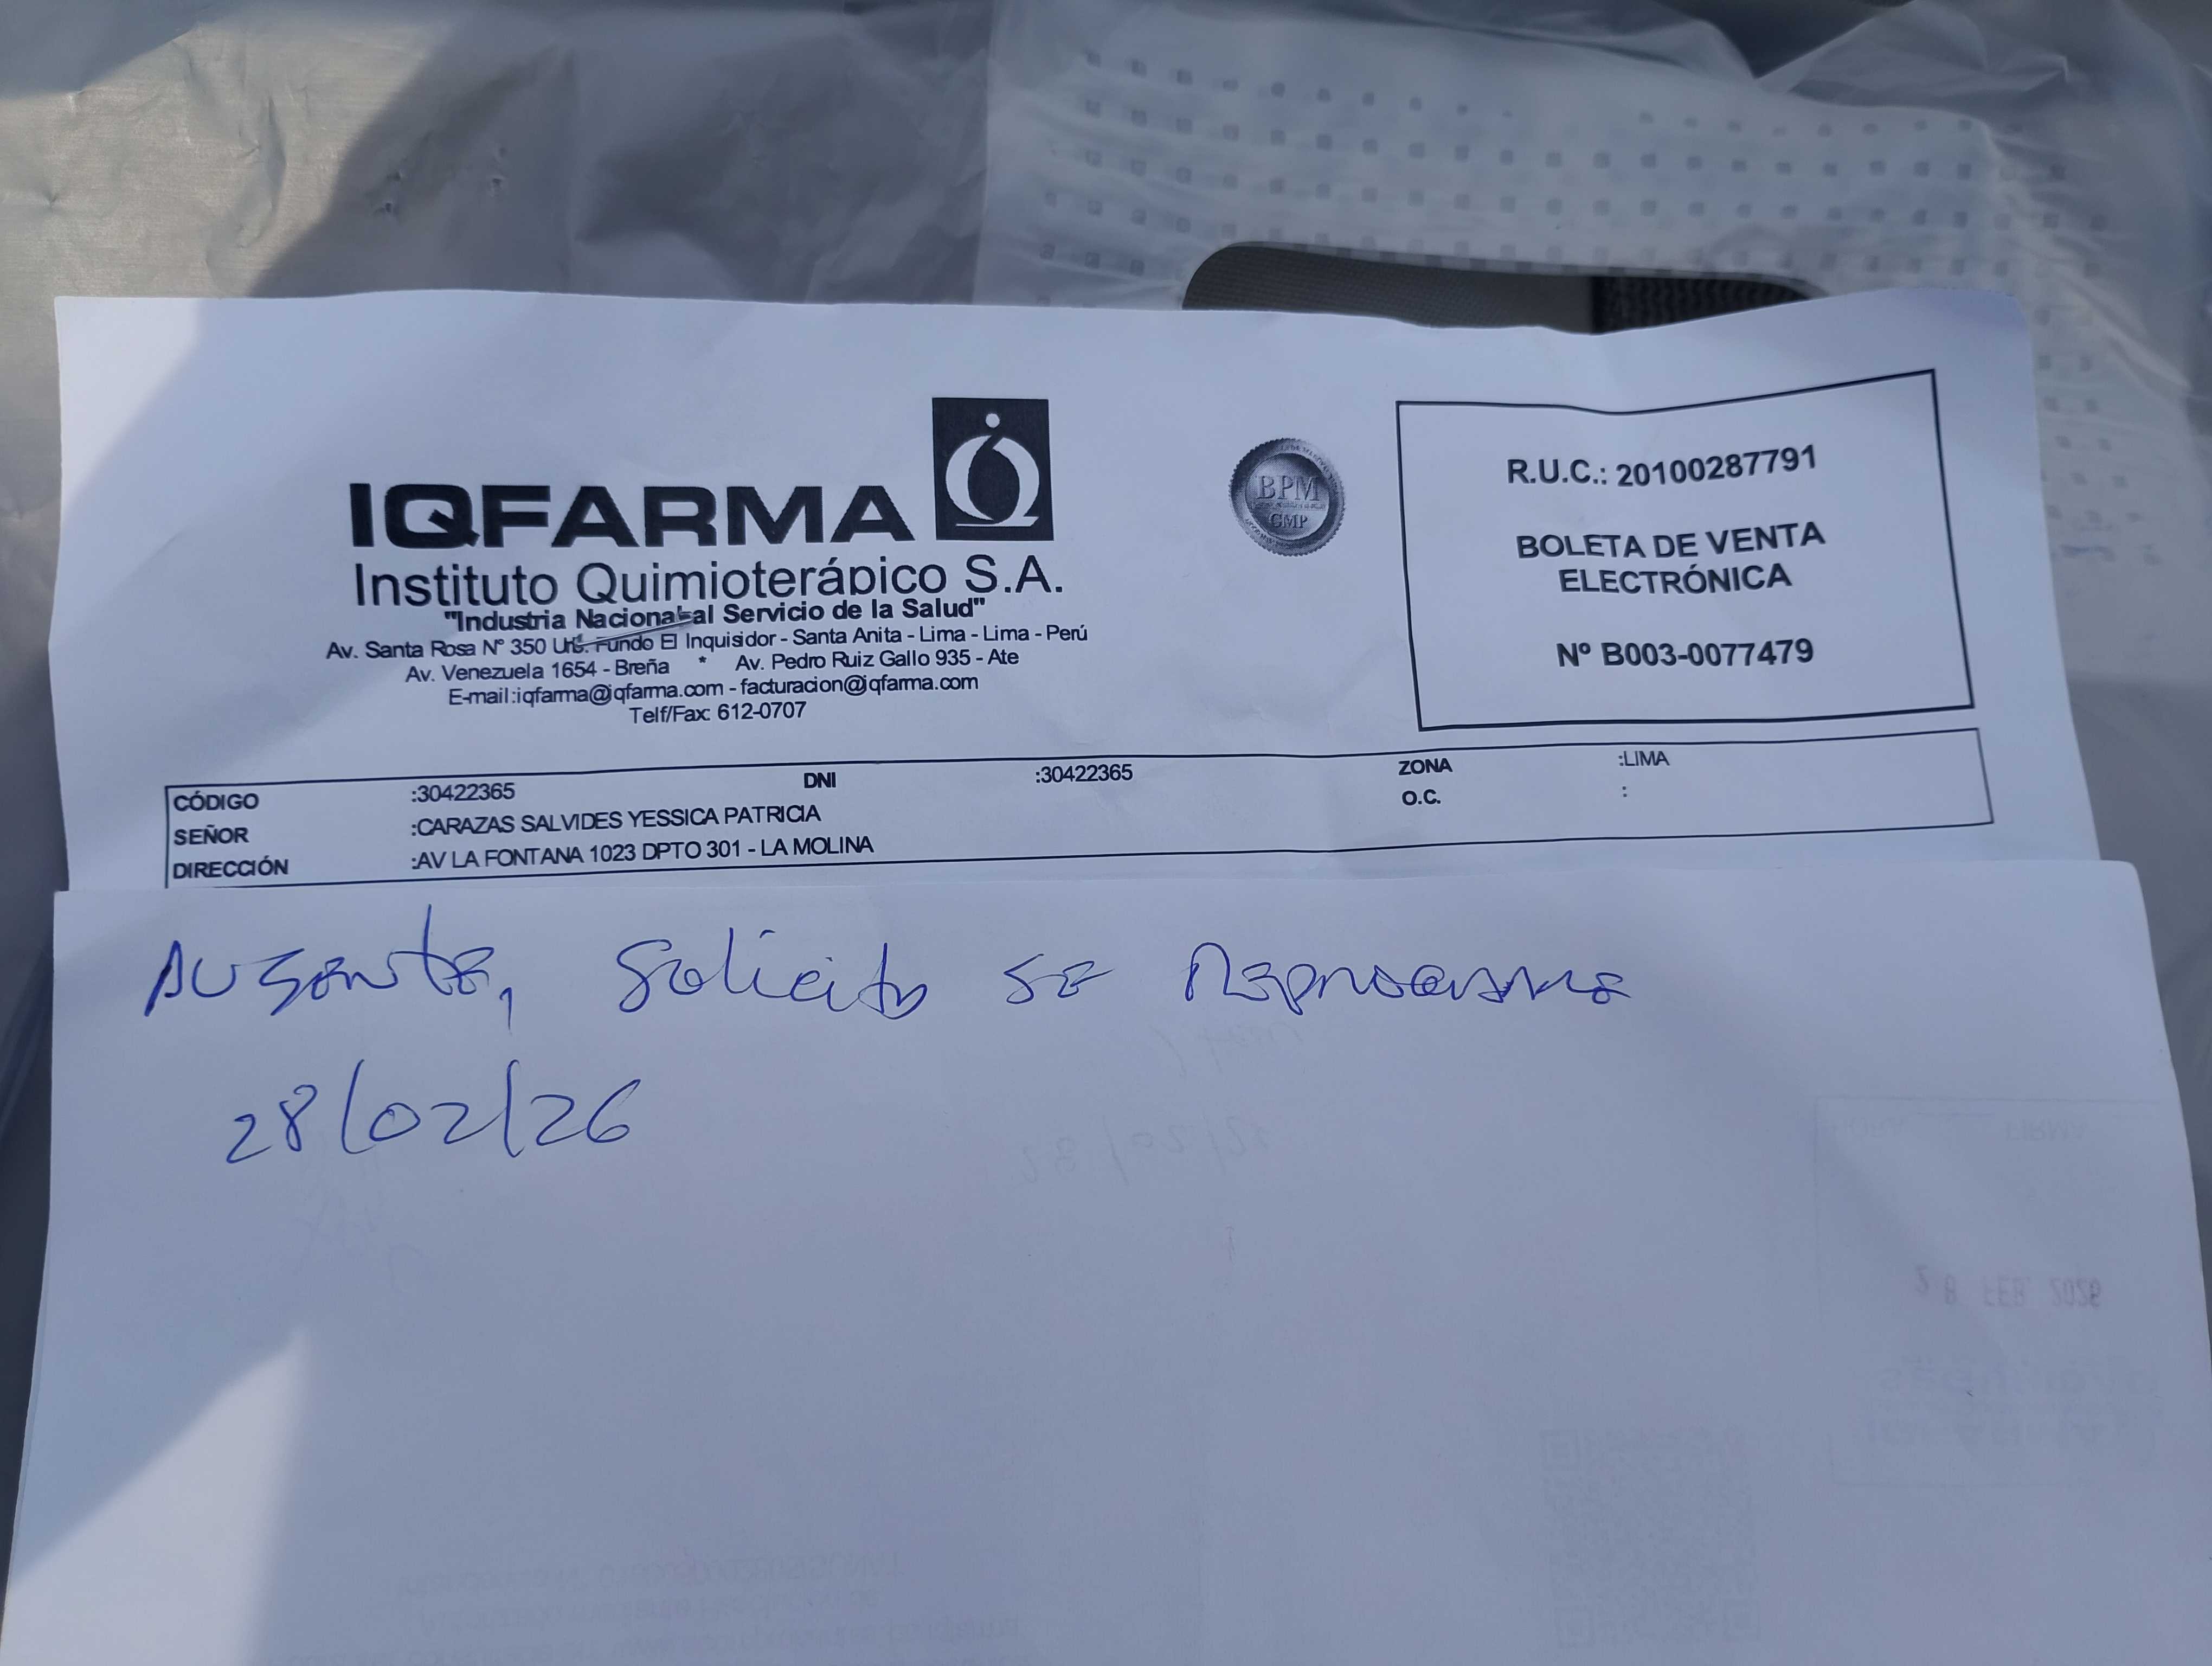 IQFARMA
Instituto Quimioterápico S.A.
"Industria Nacional al Servicio de la Salud"
Av. Santa Rosa N° 350 Urb. Fundo El Inquisidor - Santa Anita - Lima - Lima - Perú
Av. Venezuela 1654 - Breña * Av. Pedro Ruiz Gallo 935 - Ate
E-mail:iqfarma@iqfarma.com - facturacion@iqfarma.com
Telf/Fax: 612-0707
BPM
GMP
R.U.C.: 20100287791
BOLETA DE VENTA
ELECTRÓNICA
Nº B003-0077479
CÓDIGO :30422365 DNI :30422365 ZONA :LIMA
SEÑOR :CARAZAS SALVIDES YESSICA PATRICIA O.C. :
DIRECCIÓN :AV LA FONTANA 1023 DPTO 301 - LA MOLINA
Ausente, Solicito se
28/02/26
28 FEB 2026